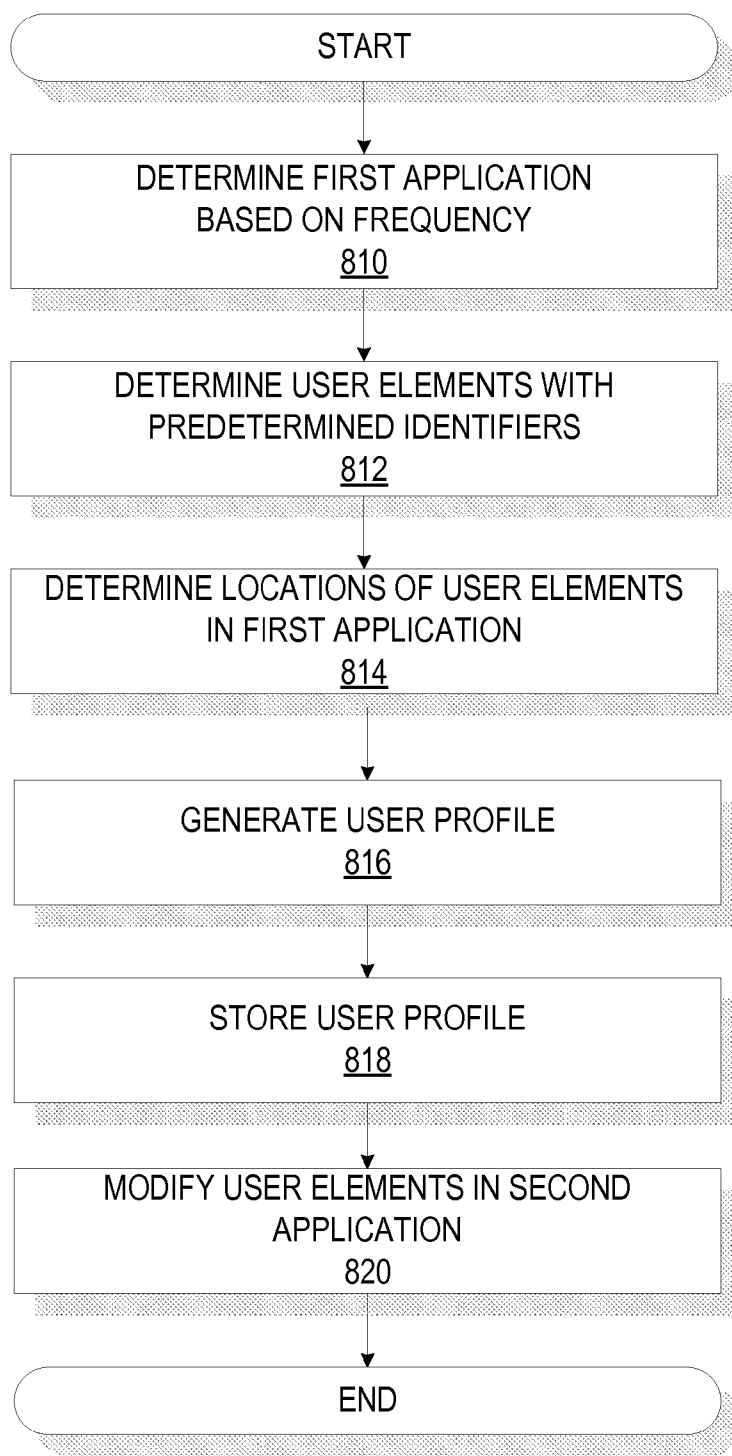 START
DETERMINE FIRST APPLICATION
BASED ON FREQUENCY
810
DETERMINE USER ELEMENTS WITH
PREDETERMINED IDENTIFIERS
812
DETERMINE LOCATIONS OF USER ELEMENTS
IN FIRST APPLICATION
814
GENERATE USER PROFILE
816
STORE USER PROFILE
818
MODIFY USER ELEMENTS IN SECOND
APPLICATION
820
END